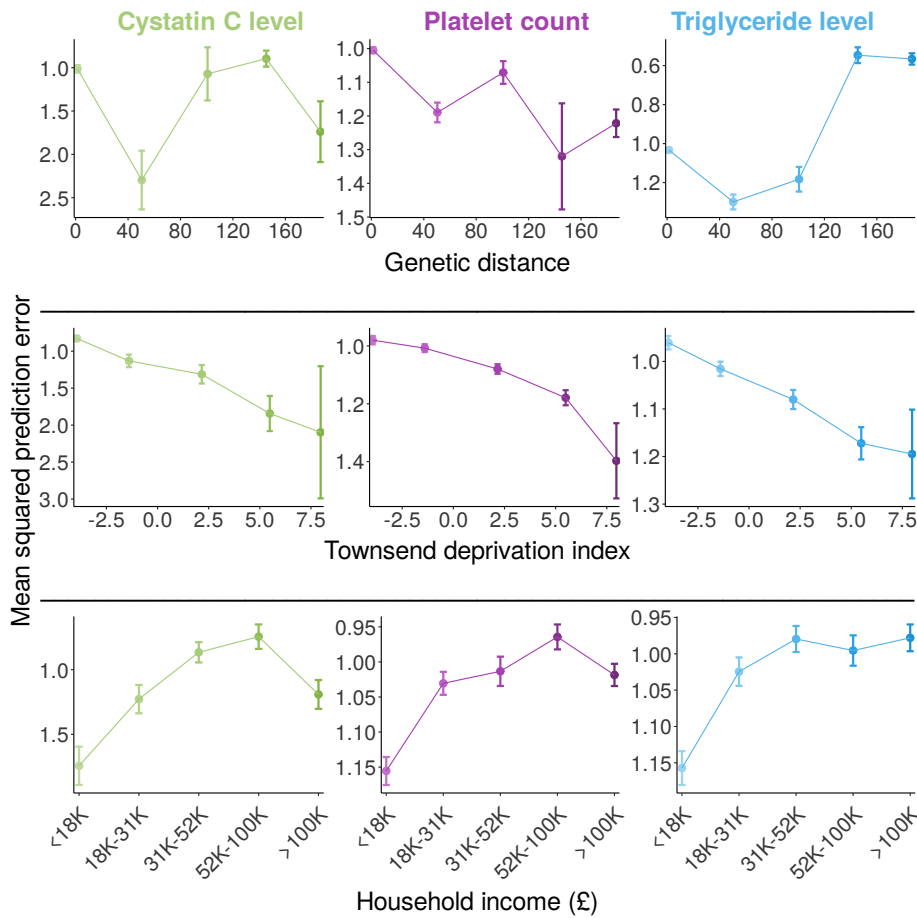 Cystatin C level Platelet count Triglyceride level
1.0
1.5
2.0
2.5
0 40 80 120 160
1.0
1.1
1.2
1.3
1.4
1.5
0 40 80 120 160
0.6
0.8
1.0
1.2
0 40 80 120 160
Genetic distance
Mean squared prediction error
1.0
1.5
2.0
2.5
3.0
-2.5 0.0 2.5 5.0 7.5
1.0
1.2
1.4
-2.5 0.0 2.5 5.0 7.5
1.0
1.1
1.2
1.3
-2.5 0.0 2.5 5.0 7.5
Townsend deprivation index
1.0
1.5
<18K 18K-31K 31K-52K 52K-100K >100K
0.95
1.00
1.05
1.10
1.15
<18K 18K-31K 31K-52K 52K-100K >100K
0.95
1.00
1.05
1.10
1.15
<18K 18K-31K 31K-52K 52K-100K >100K
Household income (£)